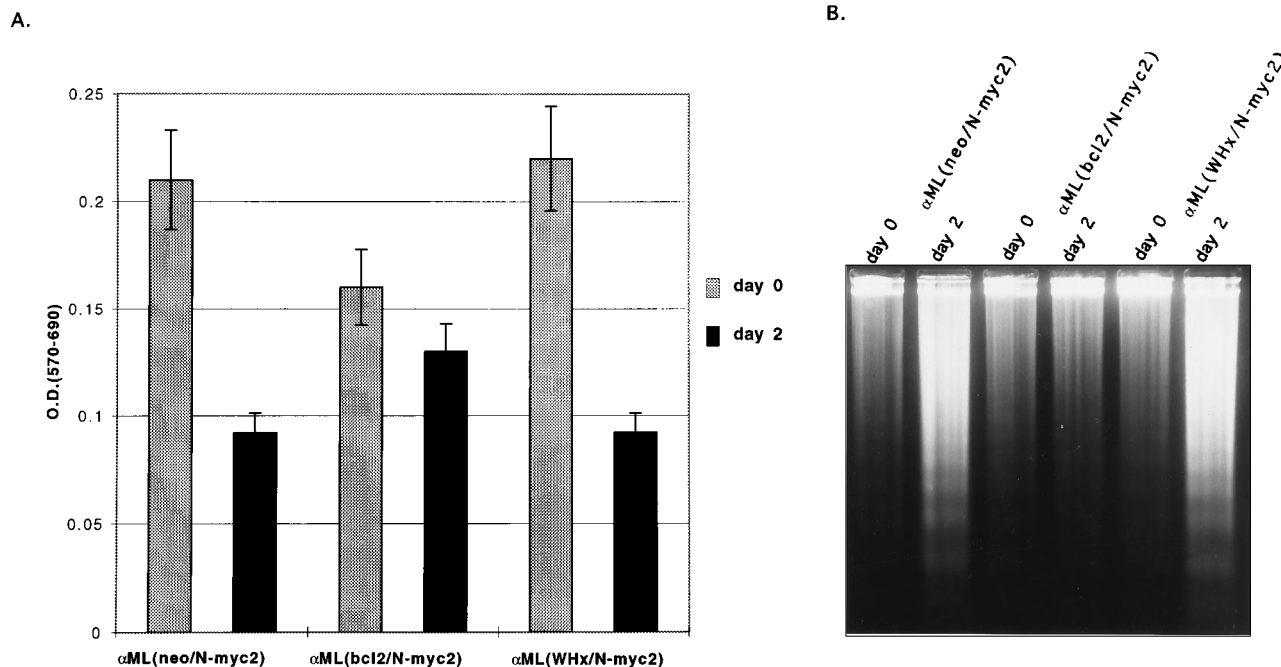 A.
0.25
0.2
0.15
0.1
0.05
0
O.D.(570-690)
αML(neo/N-myc2)
αML(bcl2/N-myc2)
αML(WHx/N-myc2)
day 0
day 2
B.
αML(neo/N-myc2)
αML(bcl2/N-myc2)
αML(WHx/N-myc2)
day 0
day 2
day 0
day 2
day 0
day 2